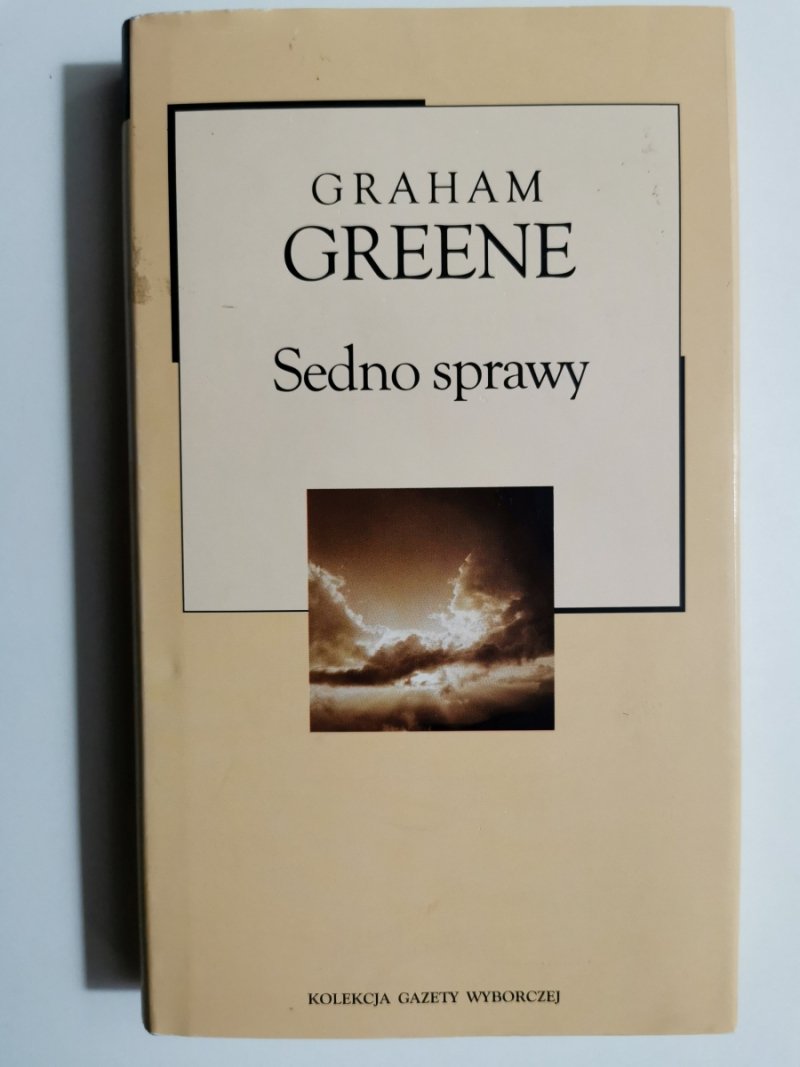 GRAHAM
GREENE
Sedno sprawy
KOLEKCJA GAZETY WYBORCZEJ